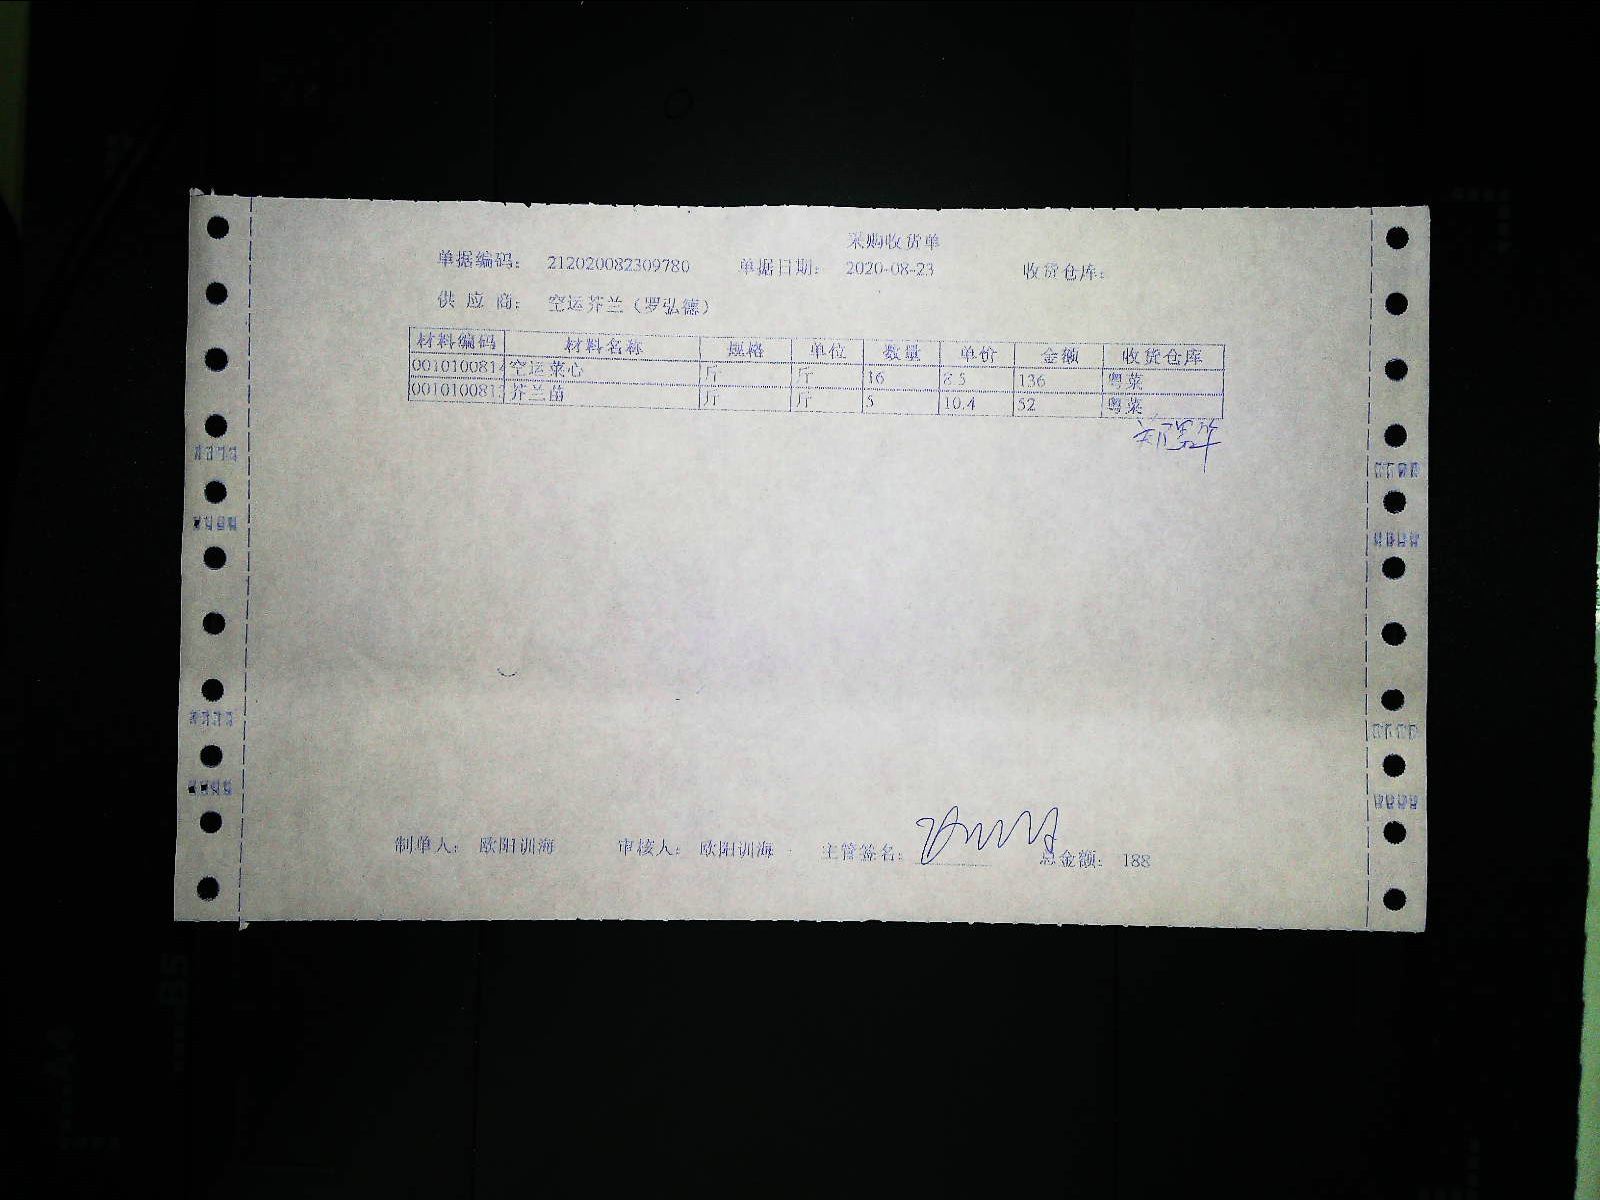 采购收货单
单据编码： 212020082309780 单据日期： 2020-08-23 收货仓库：
供 应 商： 空运芥兰（罗弘德）
材料编码 材料名称 规格 单位 数量 单价 金额 收货仓库
0010100814 空运菜心 斤 斤 16 8.5 136 粤菜
001010081 芥兰苗 斤 斤 5 10.4 52 粤菜
制单人： 欧阳训海 审核人： 欧阳训海 主管签名： 总金额： 188